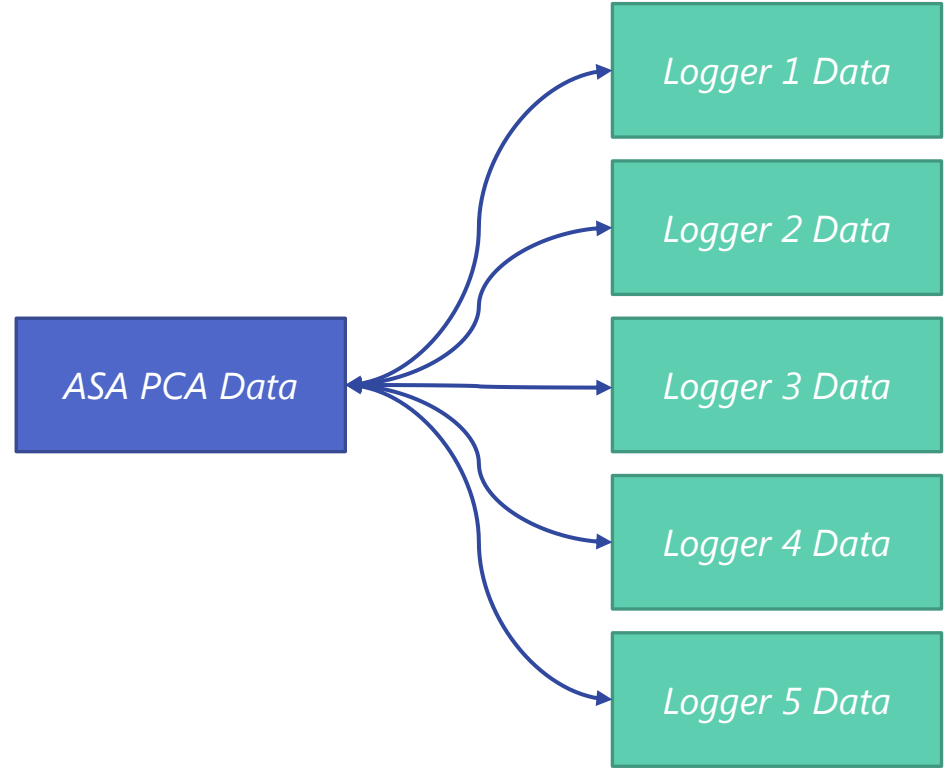 Logger 1 Data
Logger 2 Data
ASA PCA Data
Logger 3 Data
Logger 4 Data
Logger 5 Data